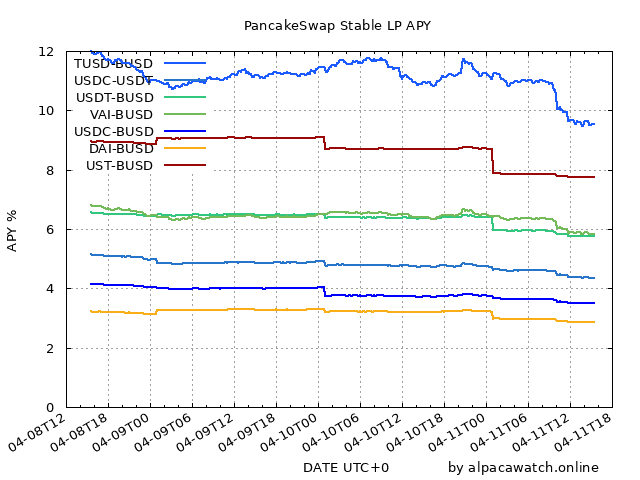 PancakeSwap Stable LP APY
12
10
8
6
4
2
0
APY %
TUSD-BUSD
USDC-USDT
USDT-BUSD
VAI-BUSD
USDC-BUSD
DAI-BUSD
UST-BUSD
04-08T12
04-08T18
04-09T00
04-09T06
04-09T12
04-09T18
04-10T00
04-10T06
04-10T12
04-10T18
04-11T00
04-11T06
04-11T12
04-11T18
DATE UTC+0
by alpacawatch.online